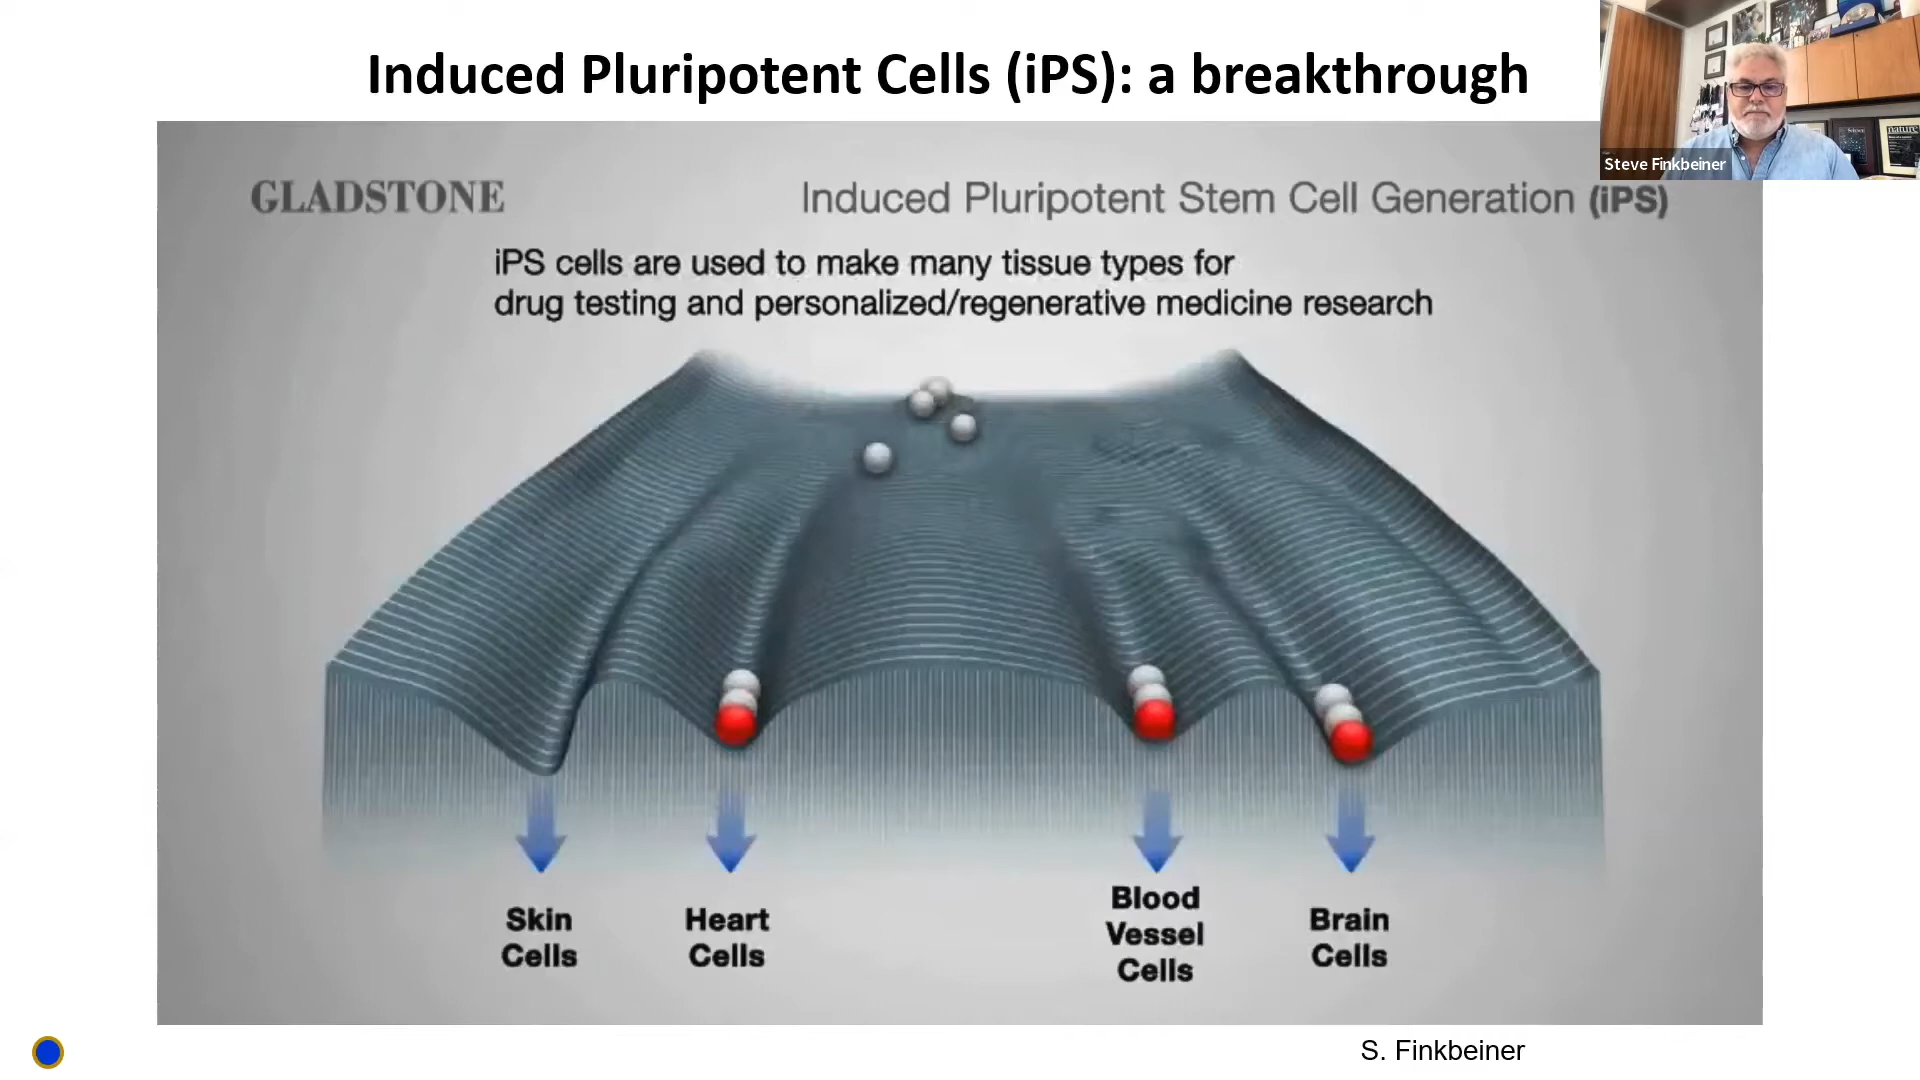 Induced Pluripotent Cells (iPS): a breakthrough
Steve Finkbeiner
nature
Science
GLADSTONE
Induced Pluripotent Stem Cell Generation (iPS)
iPS cells are used to make many tissue types for
drug testing and personalized/regenerative medicine research
Skin
Cells
Heart
Cells
Blood
Vessel
Cells
Brain
Cells
S. Finkbeiner